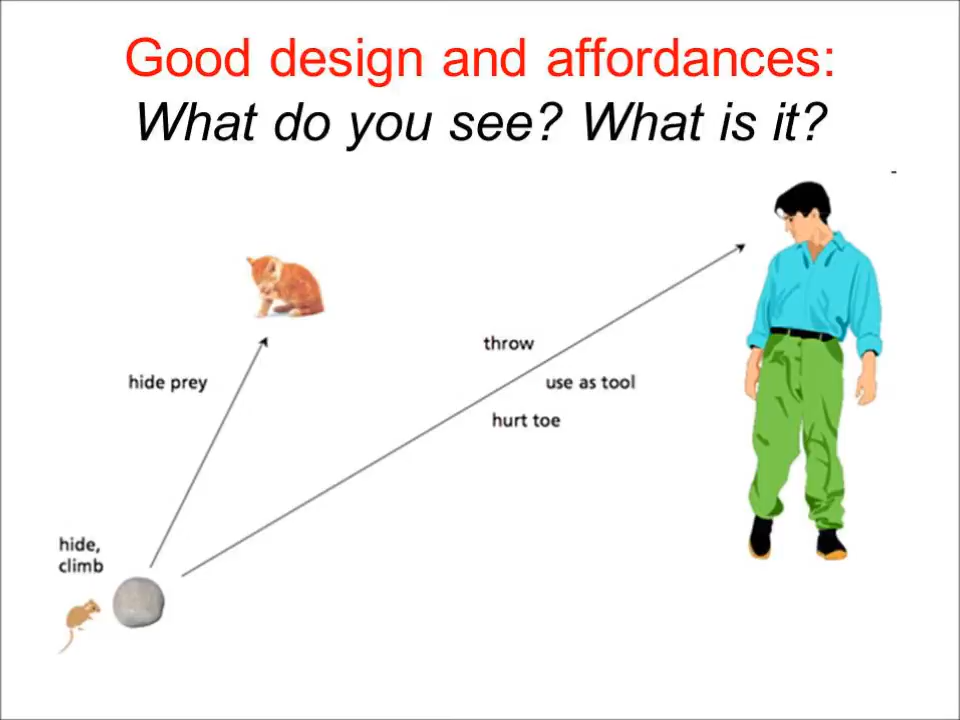 Good design and affordances:
What do you see? What is it?
-
throw
hide prey
use as tool
hurt toe
hide,
climb